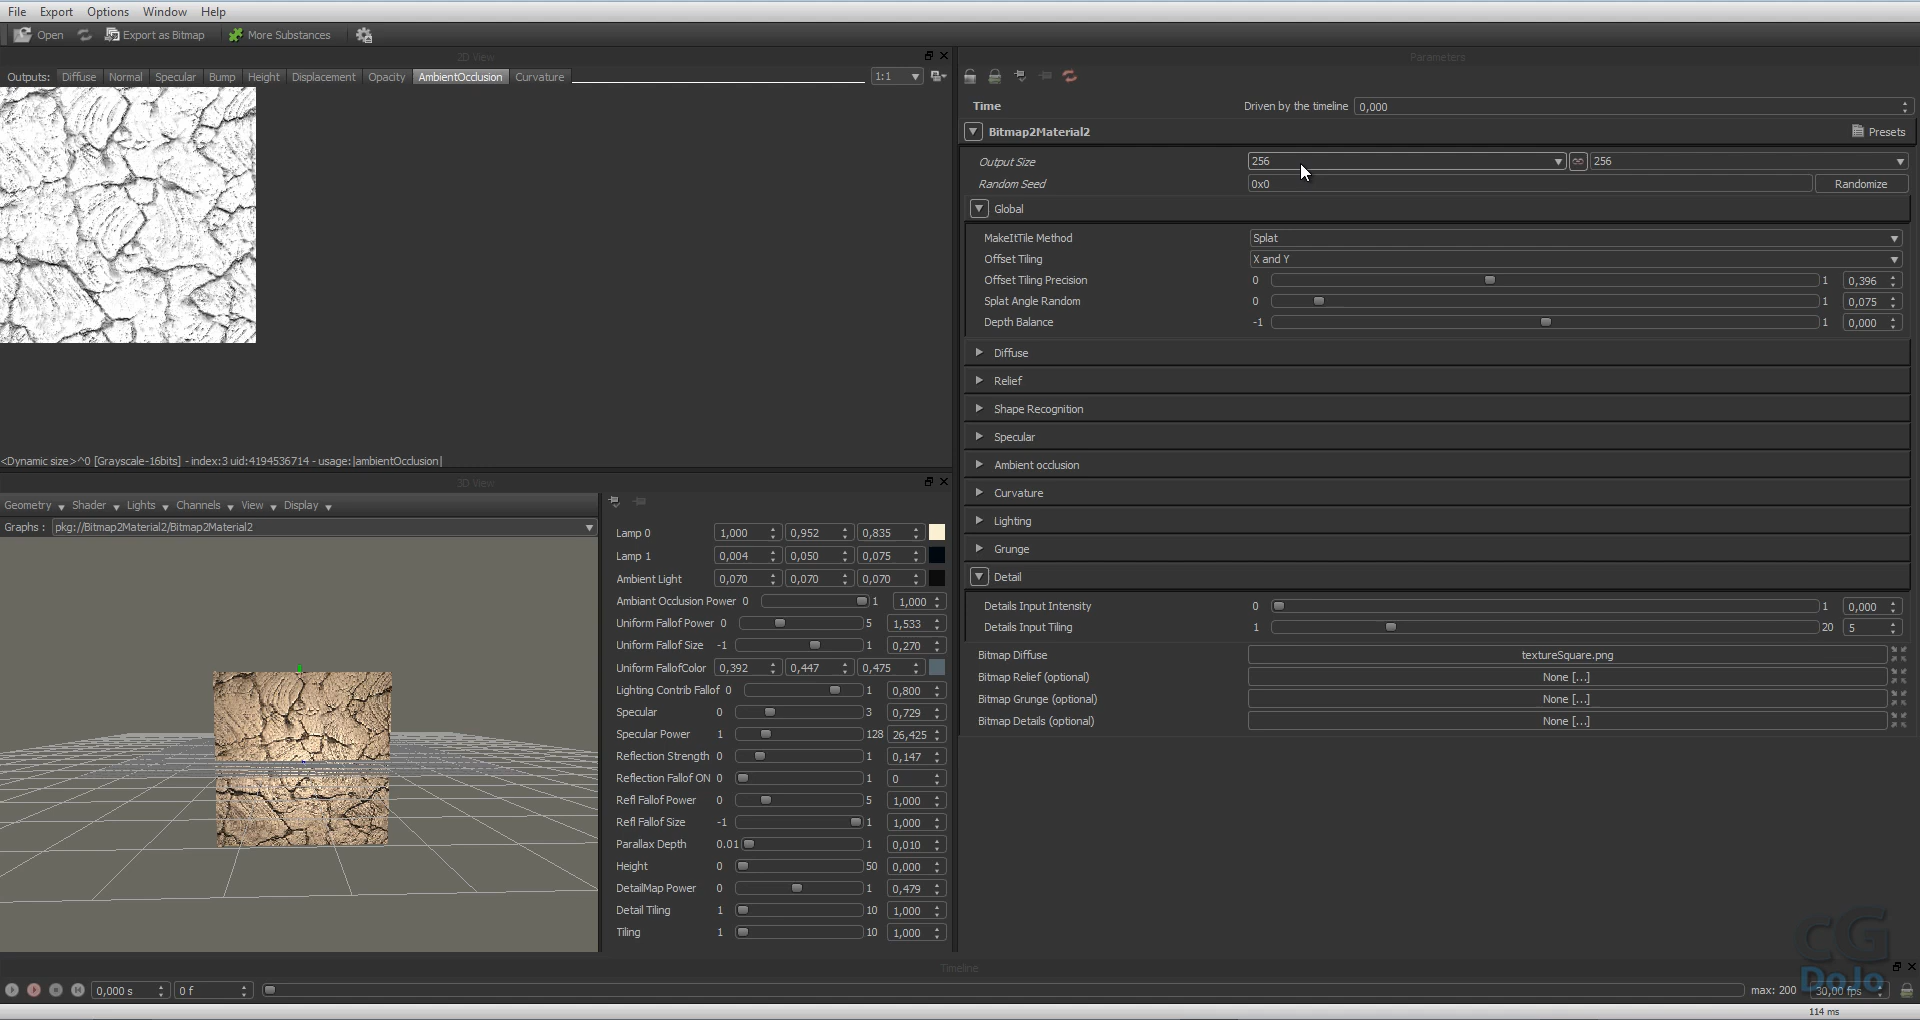 File Export Options Window Help
Open Export as Bitmap More Substances
2D View
Outputs: Diffuse Normal Specular Bump Height Displacement Opacity AmbientOcclusion Curvature 1:1
<Dynamic size>^0 [Grayscale-16bits] - index:3 uid:4194536714 - usage:|ambientOcclusion|
3D View
Geometry Shader Lights Channels View Display
Graphs : pkg://Bitmap2Material2/Bitmap2Material2
Lamp 0 1,000 0,952 0,835
Lamp 1 0,004 0,050 0,075
Ambient Light 0,070 0,070 0,070
Ambiant Occlusion Power 0 1 1,000
Uniform Fallof Power 0 5 1,533
Uniform Fallof Size -1 1 0,270
Uniform FallofColor 0,392 0,447 0,475
Lighting Contrib Fallof 0 1 0,800
Specular 0 3 0,729
Specular Power 1 128 26,425
Reflection Strength 0 1 0,147
Reflection Fallof ON 0 1 0
Refl Fallof Power 0 5 1,000
Refl Fallof Size -1 1 1,000
Parallax Depth 0.01 1 0,010
Height 0 50 0,000
DetailMap Power 0 1 0,479
Detail Tiling 1 10 1,000
Tiling 1 10 1,000
Parameters
Time Driven by the timeline 0,000
Bitmap2Material2 Presets
Output Size 256 256
Random Seed 0x0 Randomize
Global
MakeItTile Method Splat
Offset Tiling X and Y
Offset Tiling Precision 0 1 0,396
Splat Angle Random 0 1 0,075
Depth Balance -1 1 0,000
Diffuse
Relief
Shape Recognition
Specular
Ambient occlusion
Curvature
Lighting
Grunge
Detail
Details Input Intensity 0 1 0,000
Details Input Tiling 1 20 5
Bitmap Diffuse textureSquare.png
Bitmap Relief (optional) None [...]
Bitmap Grunge (optional) None [...]
Bitmap Details (optional) None [...]
CG
DoJo
Timeline
0,000 s 0 f max: 200 30,00 fps
114 ms